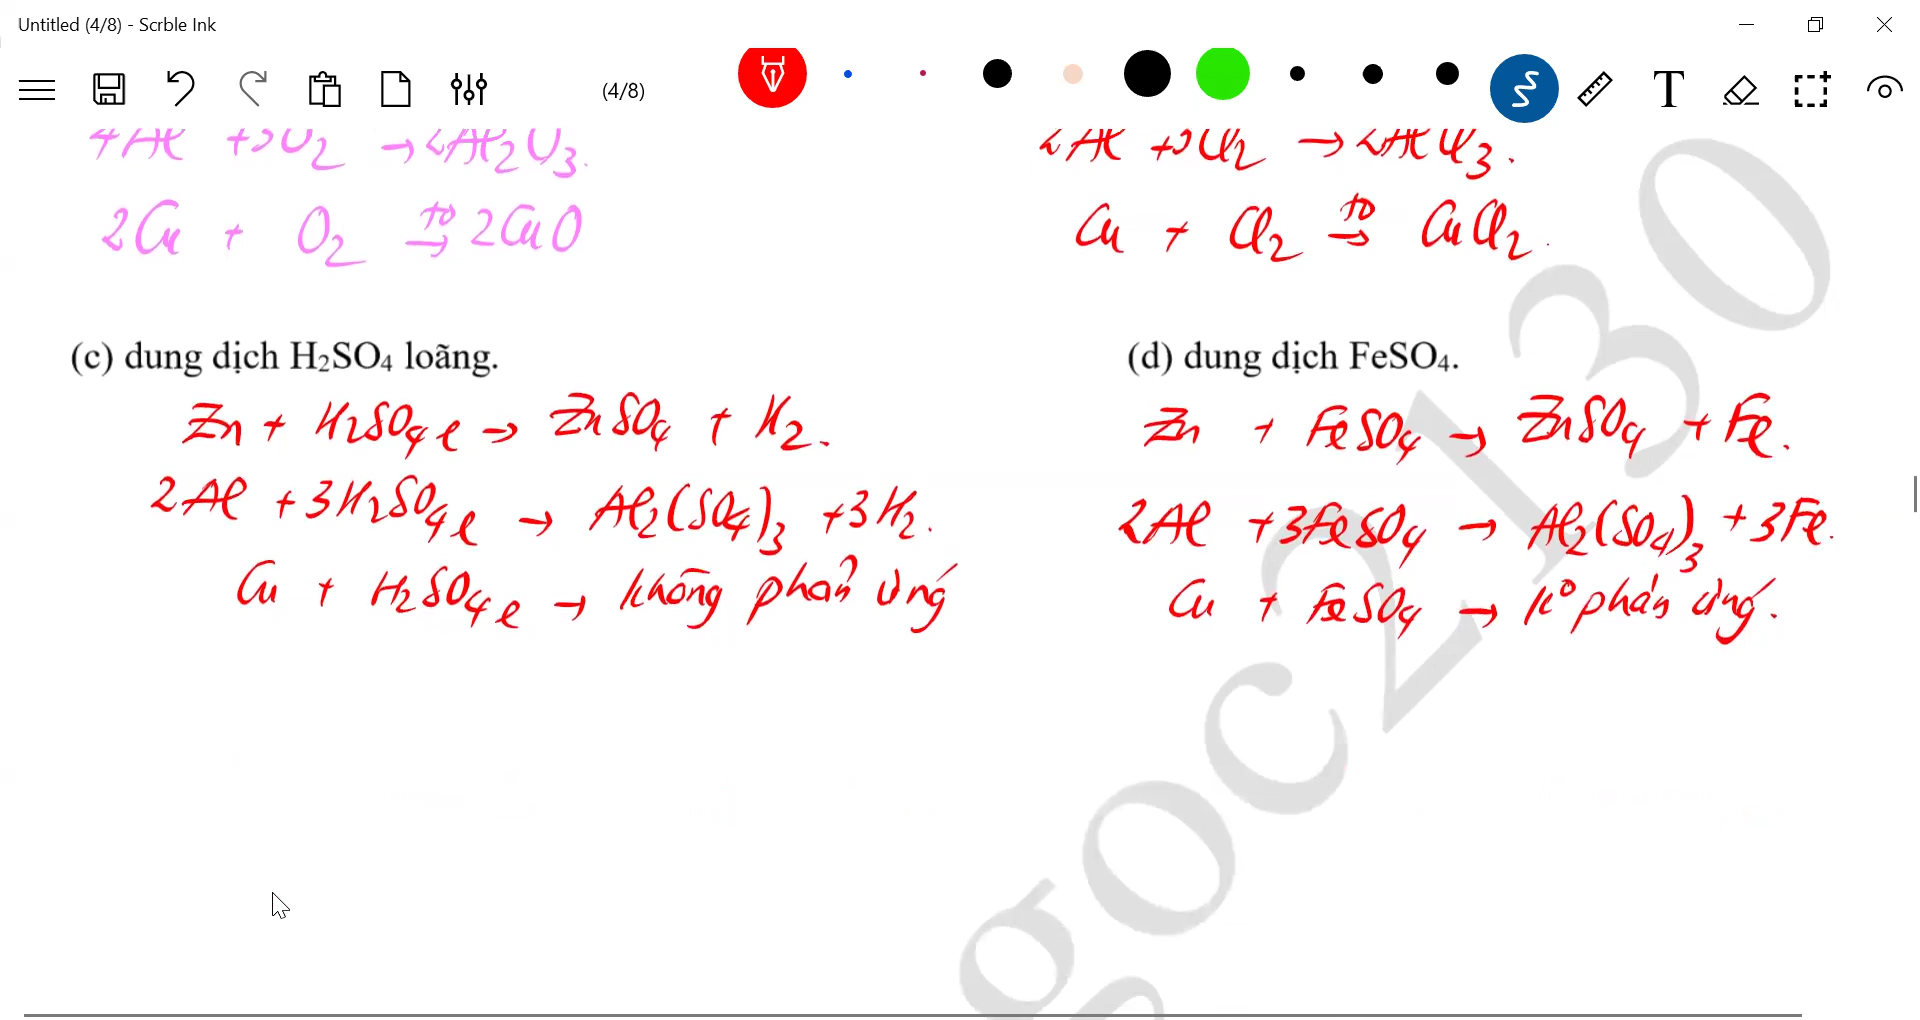 Untitled (4/8) - Scrble Ink
(4/8)
T
4Al + 3O₂ → 2Al₂O₃.
2Cu + O₂ →(t°) 2CuO
2Al + 3Cl₂ → 2AlCl₃.
Cu + Cl₂ →(t°) CuCl₂.
(c) dung dịch H₂SO₄ loãng.
Zn + H₂SO₄ l → ZnSO₄ + H₂.
2Al + 3H₂SO₄ l → Al₂(SO₄)₃ + 3H₂.
Cu + H₂SO₄ l → không phản ứng
(d) dung dịch FeSO₄.
Zn + FeSO₄ → ZnSO₄ + Fe.
2Al + 3FeSO₄ → Al₂(SO₄)₃ + 3Fe.
Cu + FeSO₄ → k° phản ứng.
goc2130